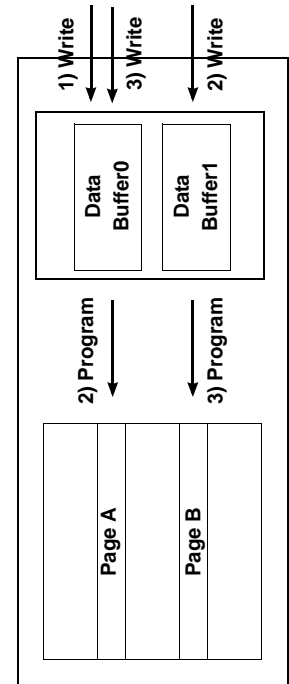 1) Write
3) Write
2) Write
Data
Buffer0
Data
Buffer1
2) Program
3) Program
Page A
Page B